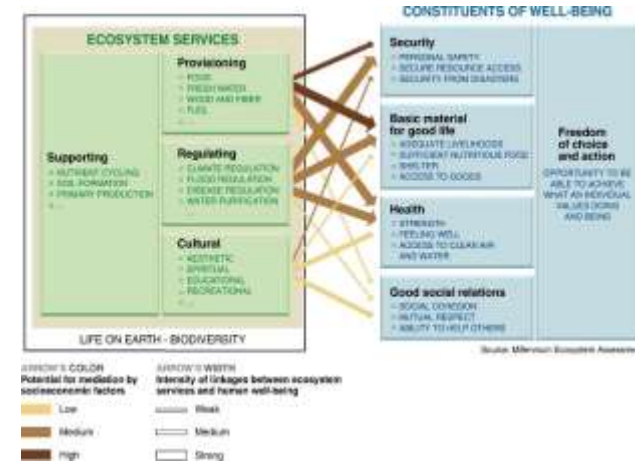 CONSTITUENTS OF WELL-BEING
ECOSYSTEM SERVICES
Provisioning
FOOD
FRESH WATER
WOOD AND FIBER
FUEL
...
Supporting
NUTRIENT CYCLING
SOIL FORMATION
PRIMARY PRODUCTION
...
Regulating
CLIMATE REGULATION
FLOOD REGULATION
DISEASE REGULATION
WATER PURIFICATION
...
Cultural
AESTHETIC
SPIRITUAL
EDUCATIONAL
RECREATIONAL
...
LIFE ON EARTH - BIODIVERSITY
Security
PERSONAL SAFETY
SECURE RESOURCE ACCESS
SECURITY FROM DISASTERS
Basic material
for good life
ADEQUATE LIVELIHOODS
SUFFICIENT NUTRITIOUS FOOD
SHELTER
ACCESS TO GOODS
Health
STRENGTH
FEELING WELL
ACCESS TO CLEAN AIR
AND WATER
Good social relations
SOCIAL COHESION
MUTUAL RESPECT
ABILITY TO HELP OTHERS
Freedom
of choice
and action
OPPORTUNITY TO BE
ABLE TO ACHIEVE
WHAT AN INDIVIDUAL
VALUES DOING
AND BEING
Source: Millennium Ecosystem
ARROW'S COLOR
Potential for mediation by
socioeconomic factors
Low
Medium
High
ARROW'S WIDTH
Intensity of linkages between ecosystem
services and human well-being
Weak
Medium
Strong